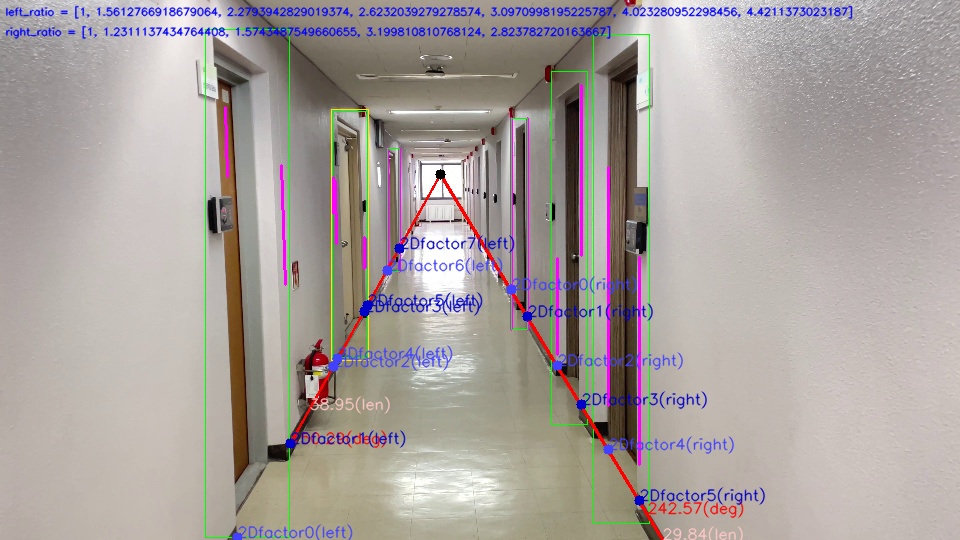 left_ratio = [1, 1.5612766918679064, 2.2793942829019374, 2.6232039279278574, 3.0970998195225787, 4.023280952298456, 4.4211373023187]
right_ratio = [1, 1.2311137434764408, 1.5743487549660655, 3.199810810768124, 2.823782720163667]
2Dfactor7(left)
2Dfactor6(left)
2Dfactor0(right)
2Dfactor5(left)
2Dfactor3(left)
2Dfactor1(right)
2Dfactor4(left)
2Dfactor2(left)
2Dfactor2(right)
38.95(len)
2Dfactor3(right)
2Dfactor1(left)
2Dfactor4(right)
2Dfactor5(right)
242.57(deg)
2Dfactor0(left)
29.84(len)